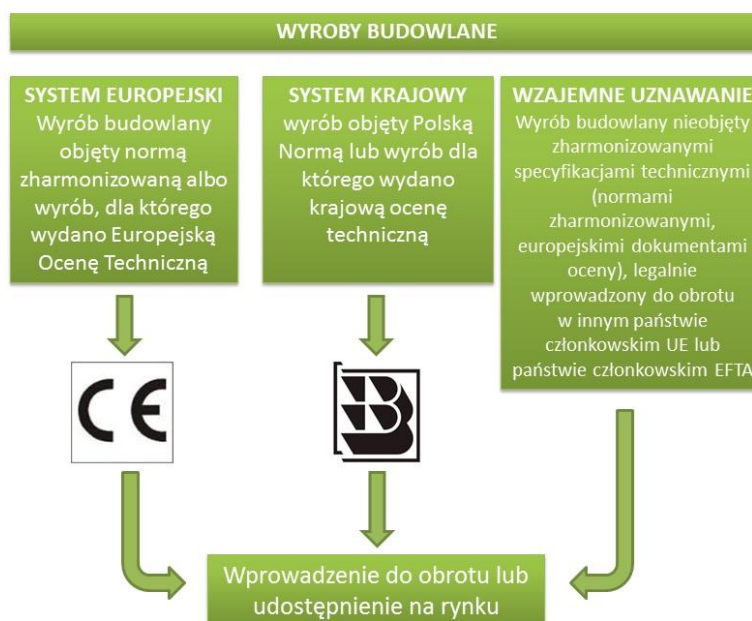 WYROBY BUDOWLANE
SYSTEM EUROPEJSKI
Wyrób budowlany
objęty normą
zharmonizowaną albo
wyrób, dla którego
wydano Europejską
Ocenę Techniczną
SYSTEM KRAJOWY
wyrób objęty Polską
Normą lub wyrób dla
którego wydano
krajową ocenę
techniczną
WZAJEMNE UZNAWANIE
Wyrób budowlany nieobjęty
zharmonizowanymi
specyfikacjami technicznymi
(normami
zharmonizowanymi,
europejskimi dokumentami
oceny), legalnie
wprowadzony do obrotu
w innym państwie
członkowskim UE lub
państwie członkowskim EFTA
CE
B
Wprowadzenie do obrotu lub
udostępnienie na rynku